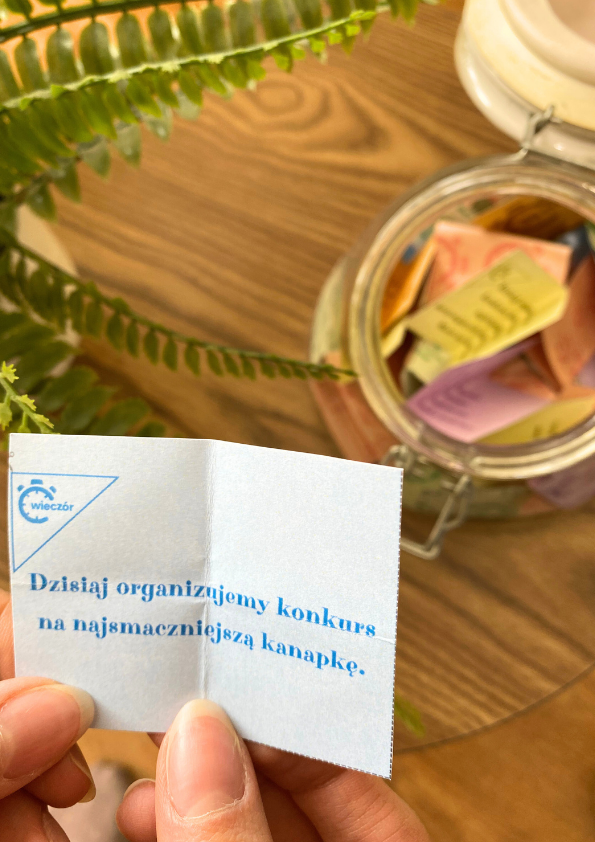 wieczór
Dzisiaj organizujemy konkurs
na najsmaczniejszą kanapkę.